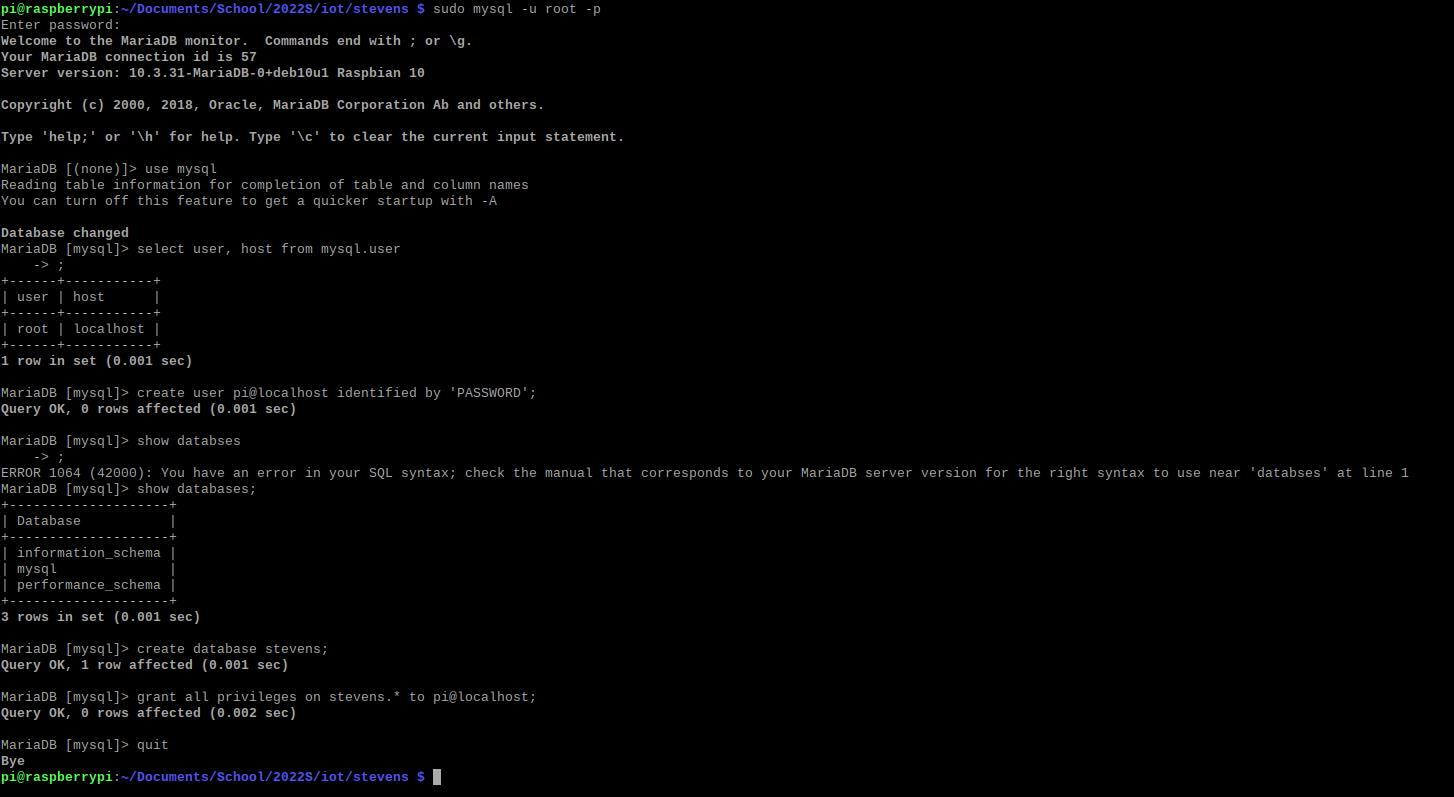 pi@raspberrypi:~/Documents/School/2022S/iot/stevens $ sudo mysql -u root -p
Enter password:
Welcome to the MariaDB monitor.  Commands end with ; or \g.
Your MariaDB connection id is 57
Server version: 10.3.31-MariaDB-0+deb10u1 Raspbian 10

Copyright (c) 2000, 2018, Oracle, MariaDB Corporation Ab and others.

Type 'help;' or '\h' for help. Type '\c' to clear the current input statement.

MariaDB [(none)]> use mysql
Reading table information for completion of table and column names
You can turn off this feature to get a quicker startup with -A

Database changed
MariaDB [mysql]> select user, host from mysql.user
    -> ;
+------+-----------+
| user | host      |
+------+-----------+
| root | localhost |
+------+-----------+
1 row in set (0.001 sec)

MariaDB [mysql]> create user pi@localhost identified by 'PASSWORD';
Query OK, 0 rows affected (0.001 sec)

MariaDB [mysql]> show databses
    -> ;
ERROR 1064 (42000): You have an error in your SQL syntax; check the manual that corresponds to your MariaDB server version for the right syntax to use near 'databses' at line 1
MariaDB [mysql]> show databases;
+--------------------+
| Database           |
+--------------------+
| information_schema |
| mysql              |
| performance_schema |
+--------------------+
3 rows in set (0.001 sec)

MariaDB [mysql]> create database stevens;
Query OK, 1 row affected (0.001 sec)

MariaDB [mysql]> grant all privileges on stevens.* to pi@localhost;
Query OK, 0 rows affected (0.002 sec)

MariaDB [mysql]> quit
Bye
pi@raspberrypi:~/Documents/School/2022S/iot/stevens $